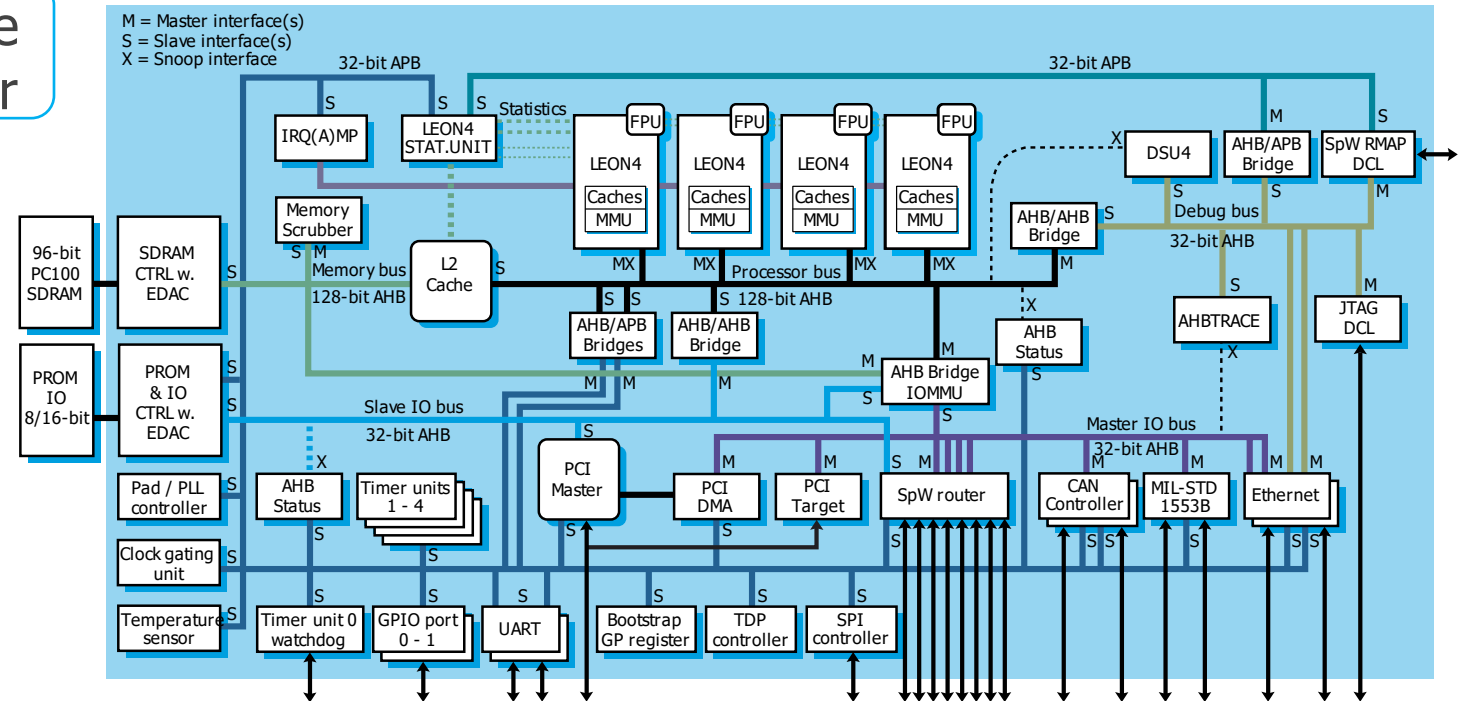 e
r
M = Master interface(s)
S = Slave interface(s)
X = Snoop interface
32-bit APB
32-bit APB
S
S
S
Statistics
M
S
IRQ(A)MP
LEON4
STAT.UNIT
FPU
LEON4
Caches
MMU
FPU
LEON4
Caches
MMU
FPU
LEON4
Caches
MMU
FPU
LEON4
Caches
MMU
X
DSU4
AHB/APB
Bridge
SpW RMAP
DCL
S
S
M
Memory
Scrubber
S
M
AHB/AHB
Bridge
S
M
Debug bus
32-bit AHB
96-bit
PC100
SDRAM
SDRAM
CTRL w.
EDAC
S
Memory bus
128-bit AHB
L2
Cache
S
MX
MX
MX
MX
Processor bus
128-bit AHB
S
S
S
AHB/APB
Bridges
M
M
AHB/AHB
Bridge
M
X
AHB
Status
S
S
AHBTRACE
X
M
JTAG
DCL
PROM
IO
8/16-bit
PROM
& IO
CTRL w.
EDAC
S
S
M
M
S
AHB Bridge
IOMMU
S
Slave IO bus
32-bit AHB
Master IO bus
32-bit AHB
Pad / PLL
controller
S
X
AHB
Status
S
Timer units
1 - 4
S
S
PCI
Master
S
M
PCI
DMA
S
M
PCI
Target
S
M
SpW router
S
M
CAN
Controller
S
S
M
MIL-STD
1553B
S
M
M
Ethernet
S
S
Clock gating
unit
S
Temperature
sensor
S
S
Timer unit 0
watchdog
S
GPIO port
0 - 1
S
UART
S
Bootstrap
GP register
S
TDP
controller
S
SPI
controller